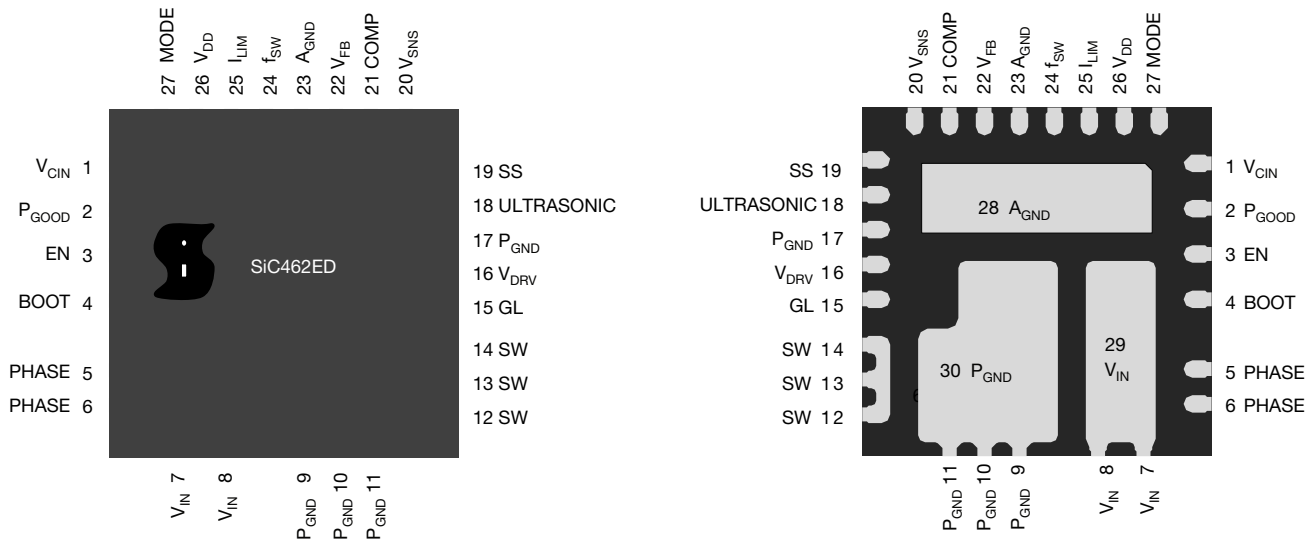 27 MODE
26 VDD
25 ILIM
24 fSW
23 AGND
22 VFB
21 COMP
20 VSNS
VCIN 1
PGOOD 2
EN 3
BOOT 4
PHASE 5
PHASE 6
SiC462ED
19 SS
18 ULTRASONIC
17 PGND
16 VDRV
15 GL
14 SW
13 SW
12 SW
VIN 7
VIN 8
PGND 9
PGND 10
PGND 11
20 VSNS
21 COMP
22 VFB
23 AGND
24 fSW
25 ILIM
26 VDD
27 MODE
SS 19
ULTRASONIC 18
PGND 17
VDRV 16
GL 15
SW 14
SW 13
SW 12
28 AGND
29
VIN
30 PGND
6
1 VCIN
2 PGOOD
3 EN
4 BOOT
5 PHASE
6 PHASE
PGND 11
PGND 10
PGND 9
VIN 8
VIN 7